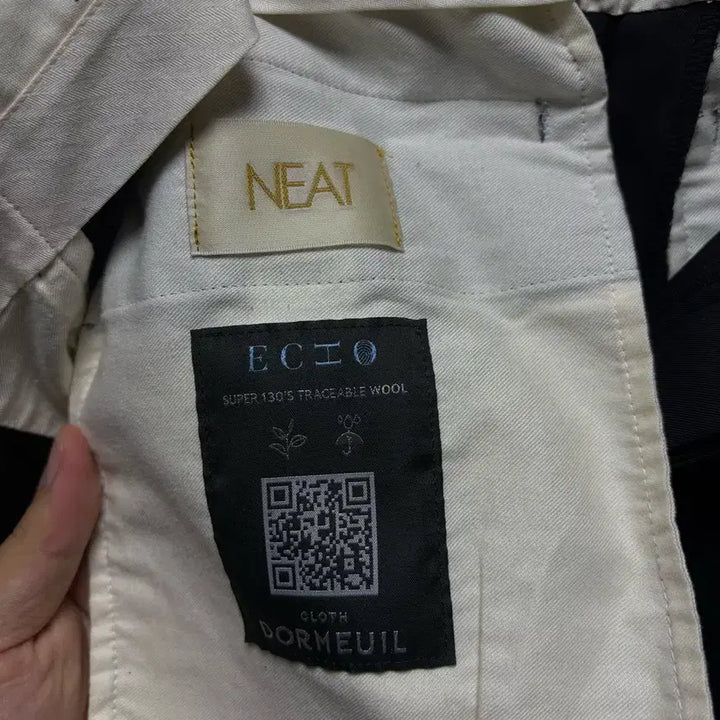 NEAT
ECHO
SUPER 130'S TRACEABLE WOOL
CLOTH
DORMEUIL